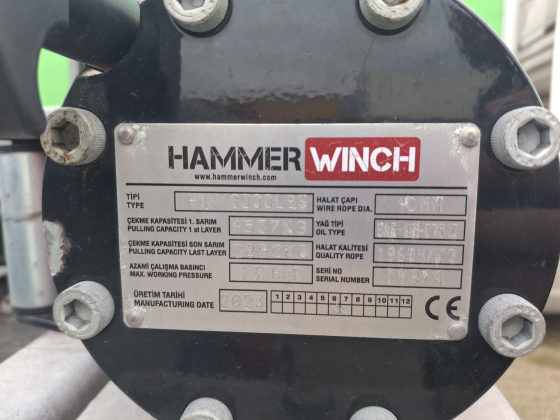 HAMMER WINCH
www.hammerwinch.com
TİPİ
TYPE
HALAT ÇAPI
WIRE ROPE DIA.
ÇEKME KAPASİTESİ 1. SARIM
PULLING CAPACITY 1 st LAYER
YAĞ TİPİ
OIL TYPE
ÇEKME KAPASİTESİ SON SARIM
PULLING CAPACITY LAST LAYER
HALAT KALİTESİ
QUALITY ROPE
AZAMİ ÇALIŞMA BASINCI
MAX. WORKING PRESSURE
SERI NO
SERIAL NUMBER
ÜRETİM TARİHİ
MANUFACTURING DATE
2023
1 2 3 4 5 6 7 8 9 10 11 12
CE